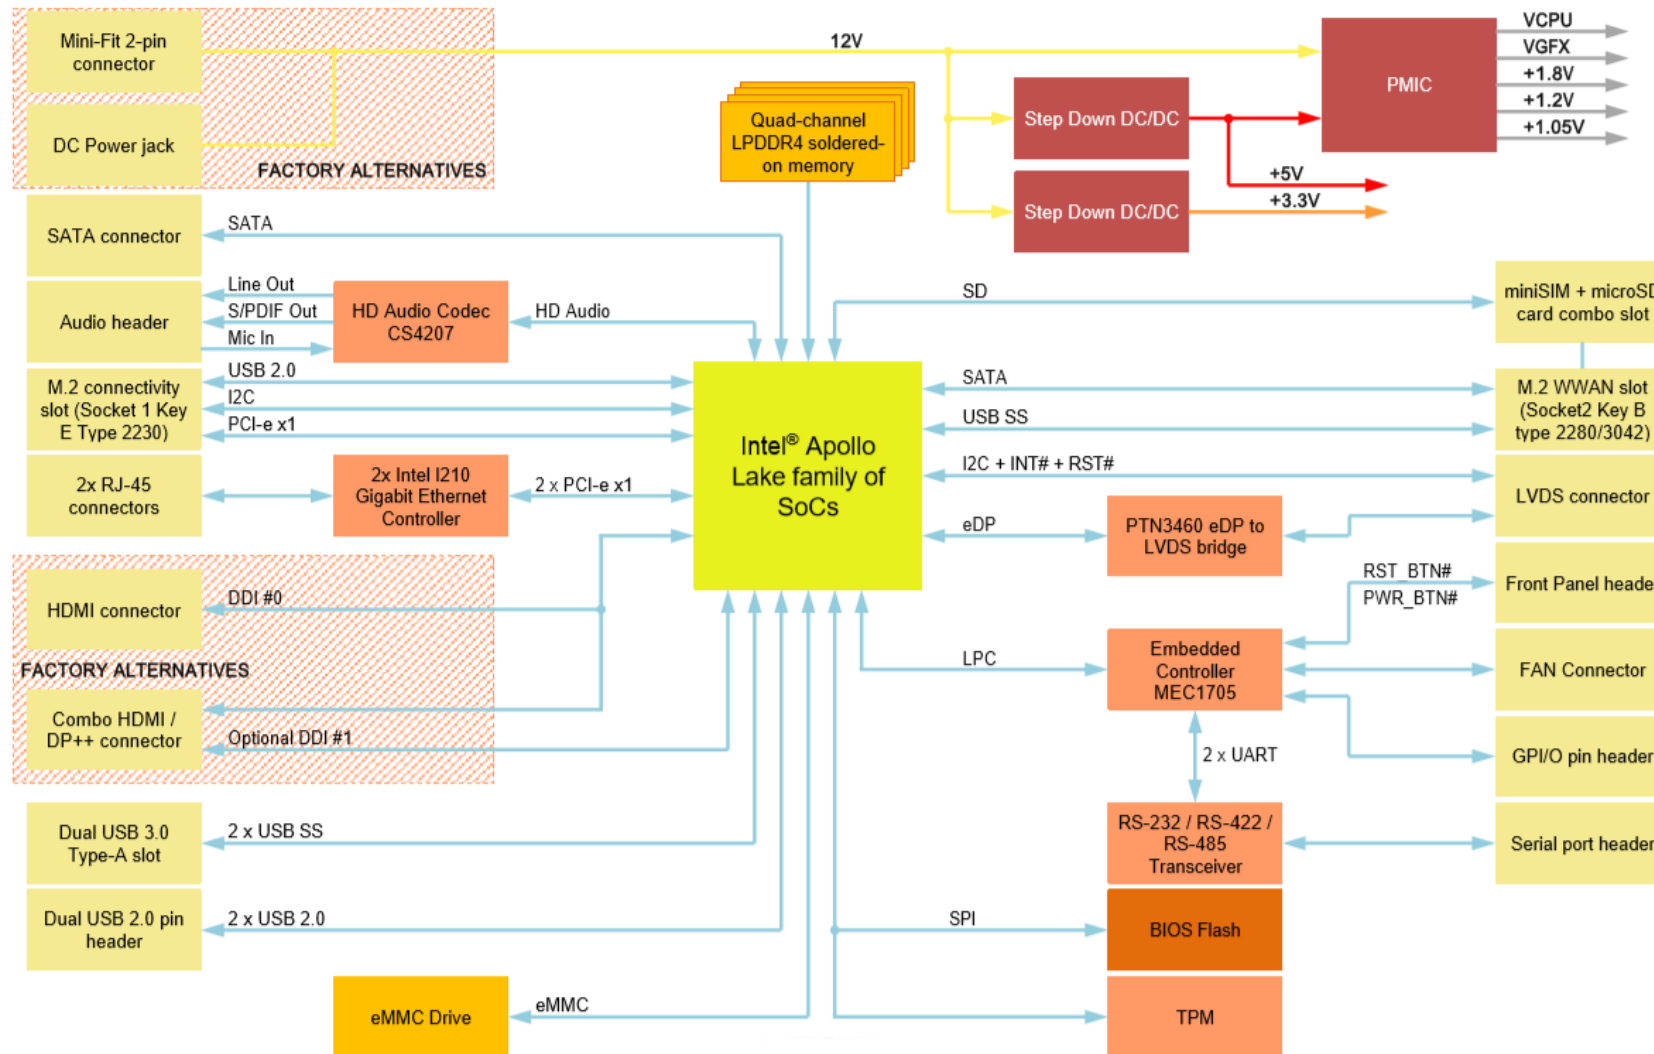 Mini-Fit 2-pin
connector
DC Power jack
FACTORY ALTERNATIVES
12V
Quad-channel
LPDDR4 soldered-
on memory
Step Down DC/DC
Step Down DC/DC
PMIC
VCPU
VGFX
+1.8V
+1.2V
+1.05V
+5V
+3.3V
SATA connector
SATA
Audio header
Line Out
S/PDIF Out
Mic In
HD Audio Codec
CS4207
HD Audio
M.2 connectivity
slot (Socket 1 Key
E Type 2230)
USB 2.0
I2C
PCI-e x1
2x RJ-45
connectors
2x Intel I210
Gigabit Ethernet
Controller
2 x PCI-e x1
Intel® Apollo
Lake family of
SoCs
SD
miniSIM + microSD
card combo slot
SATA
USB SS
M.2 WWAN slot
(Socket2 Key B
type 2280/3042)
I2C + INT# + RST#
LVDS connector
eDP
PTN3460 eDP to
LVDS bridge
RST_BTN#
PWR_BTN#
Front Panel header
HDMI connector
DDI #0
FACTORY ALTERNATIVES
Combo HDMI /
DP++ connector
Optional DDI #1
LPC
Embedded
Controller
MEC1705
FAN Connector
GPI/O pin header
2 x UART
Dual USB 3.0
Type-A slot
2 x USB SS
RS-232 / RS-422 /
RS-485
Transceiver
Serial port header
Dual USB 2.0 pin
header
2 x USB 2.0
SPI
BIOS Flash
eMMC Drive
eMMC
TPM